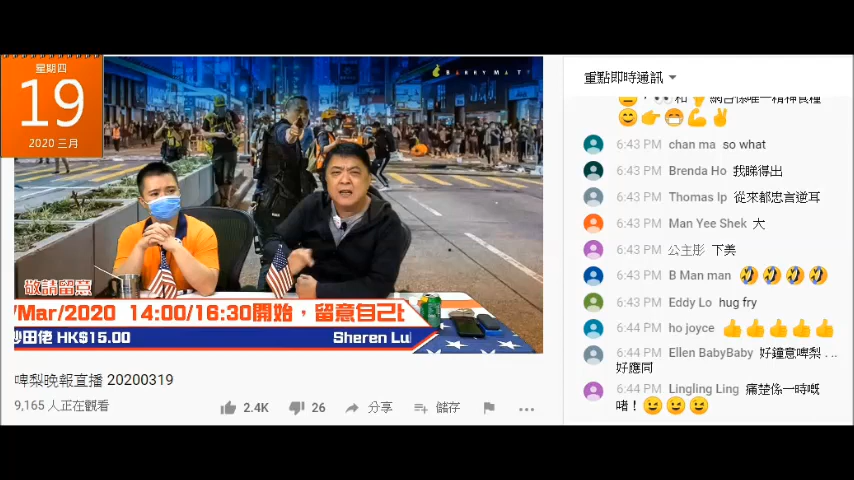 星期四
19
2020 三月
BARRYMATT
敬請留意
/Mar/2020 14:00/16:30開始，留意自己
沙田佬 HK$15.00 Sheren Lu
啤梨晚報直播 20200319
9,165 人正在觀看
2.4K 26 分享 儲存
重點即時通訊
😊👉😷💪✌
6:43 PM chan ma so what
6:43 PM Brenda Ho 我睇得出
6:43 PM Thomas Ip 從來都忠言逆耳
6:43 PM Man Yee Shek 大
6:43 PM 公主彤 下美
6:43 PM B Man man 🤣🤣🤣🤣
6:43 PM Eddy Lo hug fry
6:44 PM ho joyce 👍👍👍👍👍
6:44 PM Ellen BabyBaby 好鐘意啤梨...
好應同
6:44 PM Lingling Ling 痛楚係一時嘅
啫！😉😉😉